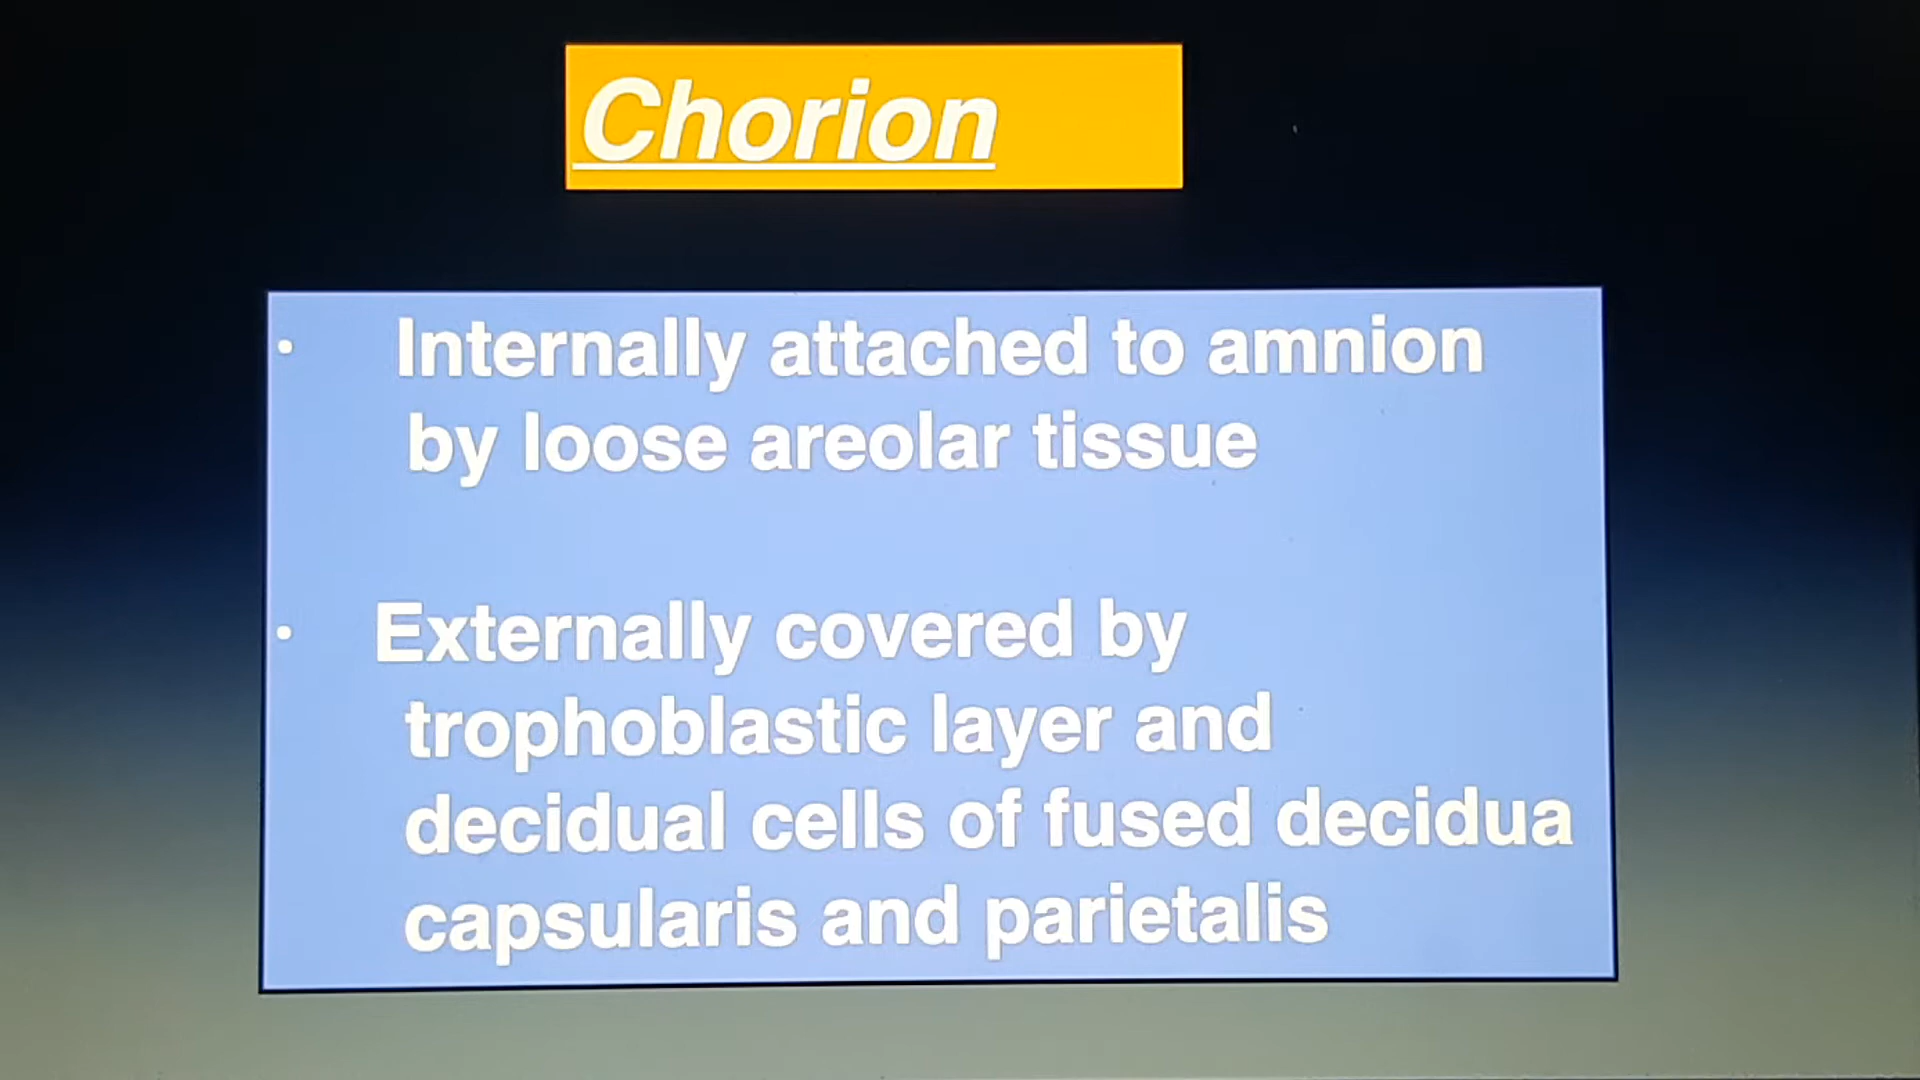 Chorion
• Internally attached to amnion
by loose areolar tissue
• Externally covered by
trophoblastic layer and
decidual cells of fused decidua
capsularis and parietalis